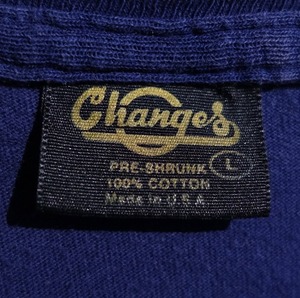 Changes
PRE-SHRUNK L
100% COTTON
Made in U.S.A